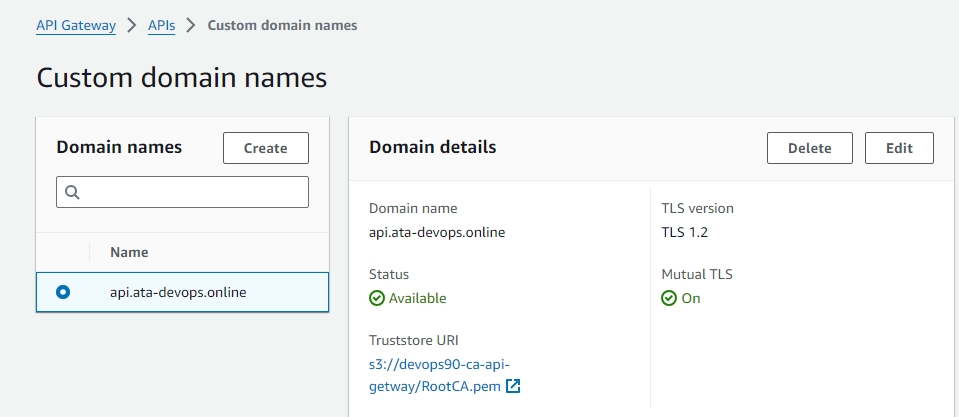 API Gateway > APIs > Custom domain names
Custom domain names
Domain names
Create
Name
api.ata-devops.online
Domain details
Delete
Edit
Domain name
api.ata-devops.online
Status
Available
Truststore URI
s3://devops90-ca-api-
getway/RootCA.pem
TLS version
TLS 1.2
Mutual TLS
On